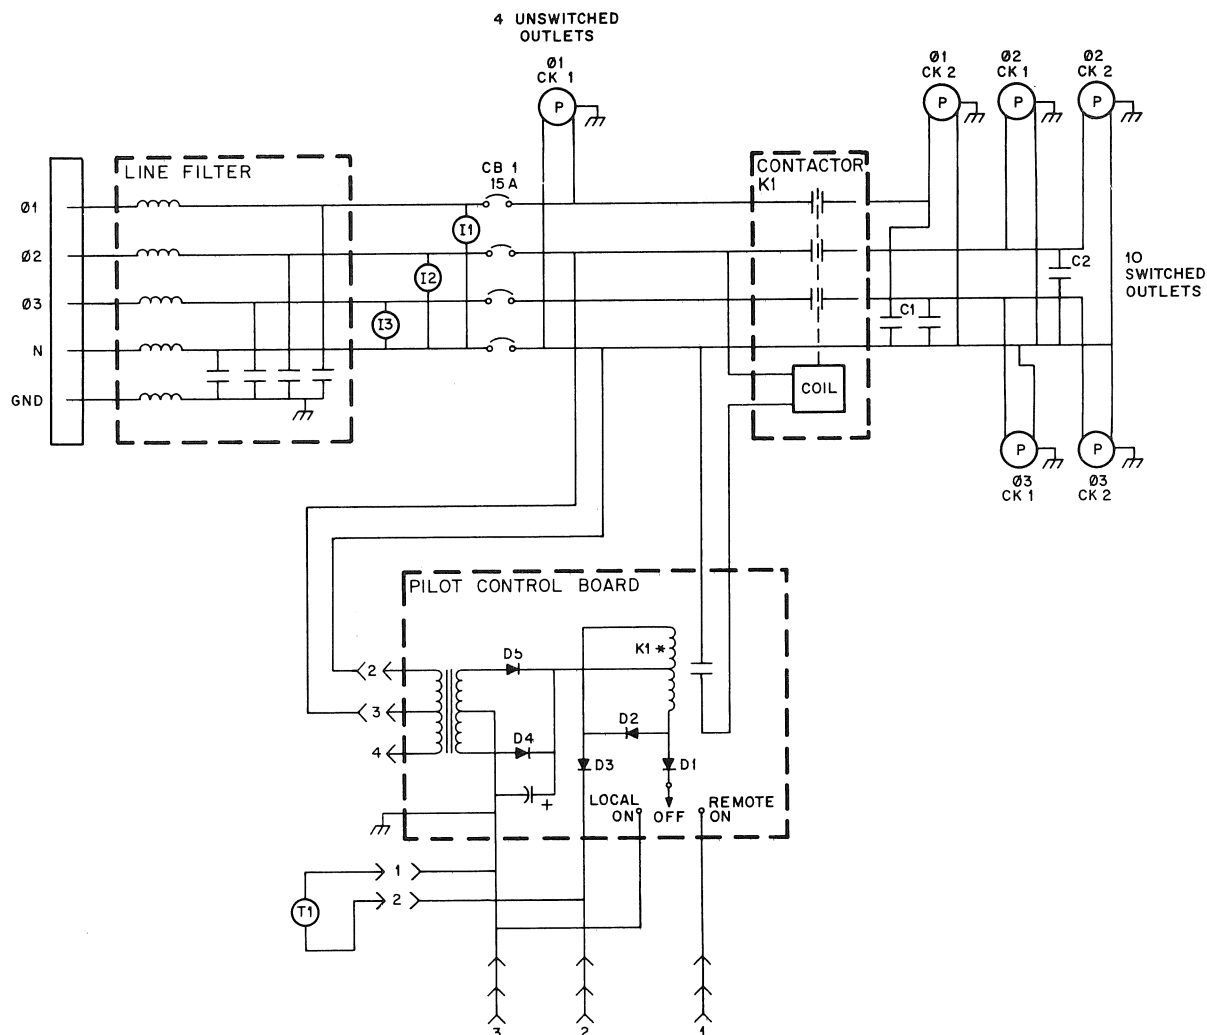 4 UNSWITCHED
OUTLETS
Ø1
CK 1
P
Ø1
CK 2
P
Ø2
CK 1
P
Ø2
CK 2
P
LINE FILTER
CB 1
15 A
CONTACTOR
K1
Ø1
I1
Ø2
I2
C2
10
SWITCHED
OUTLETS
Ø3
I3
C1
N
COIL
GND
P
Ø3
CK 1
P
Ø3
CK 2
PILOT CONTROL BOARD
K1 *
D5
2
3
D2
4
D4
D3
D1
+
LOCAL
ON
OFF
REMOTE
ON
1
2
T1
3
2
1